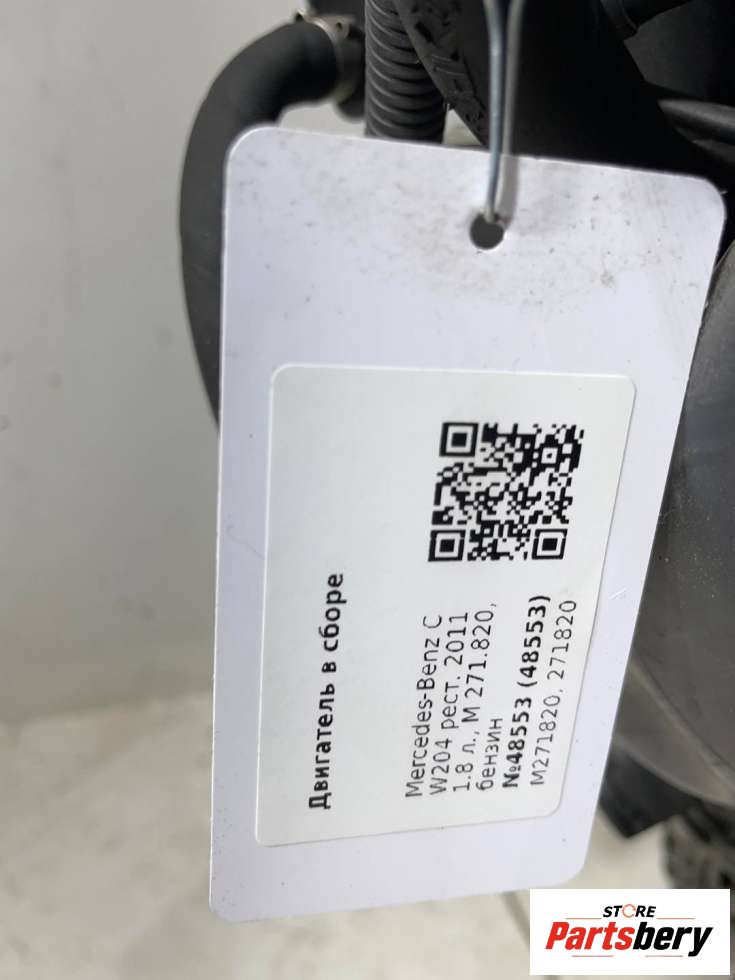 Двигатель в сборе
Mercedes-Benz C
W204 рест. 2011
1.8 л., М 271.820,
бензин
№48553 (48553)
M271820, 271820
STORE
Partsbery